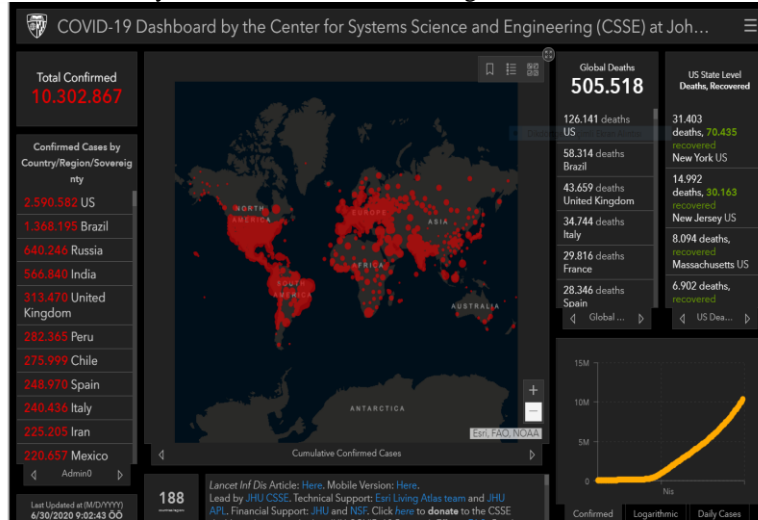 COVID-19 Dashboard by the Center for Systems Science and Engineering (CSSE) at Joh...
Total Confirmed
10.302.867
Confirmed Cases by
Country/Region/Sovereig
nty
2.590.582 US
1.368.195 Brazil
640.246 Russia
566.840 India
313.470 United
Kingdom
282.365 Peru
275.999 Chile
248.970 Spain
240.436 Italy
225.205 Iran
220.657 Mexico
Admin0
Last Updated at (M/D/YYYY)
6/30/2020 9:02:43 ÖÖ
NORTH
AMERICA
EUROPE
ASIA
AFRICA
SOUTH
AMERICA
AUSTRALIA
ANTARCTICA
Esri, FAO, NOAA
Cumulative Confirmed Cases
188
Lancet Inf Dis Article: Here. Mobile Version: Here.
Lead by JHU CSSE. Technical Support: Esri Living Atlas team and JHU
APL. Financial Support: JHU and NSF. Click here to donate to the CSSE
Global Deaths
505.518
126.141 deaths
US
58.314 deaths
Brazil
43.659 deaths
United Kingdom
34.744 deaths
Italy
29.816 deaths
France
28.346 deaths
Spain
Global ...
US State Level
Deaths, Recovered
31.403
deaths, 70.435
recovered
New York US
14.992
deaths, 30.163
recovered
New Jersey US
8.094 deaths,
recovered
Massachusetts US
6.902 deaths,
recovered
US Dea...
15M
10M
5M
0
Nis
Confirmed
Logarithmic
Daily Cases